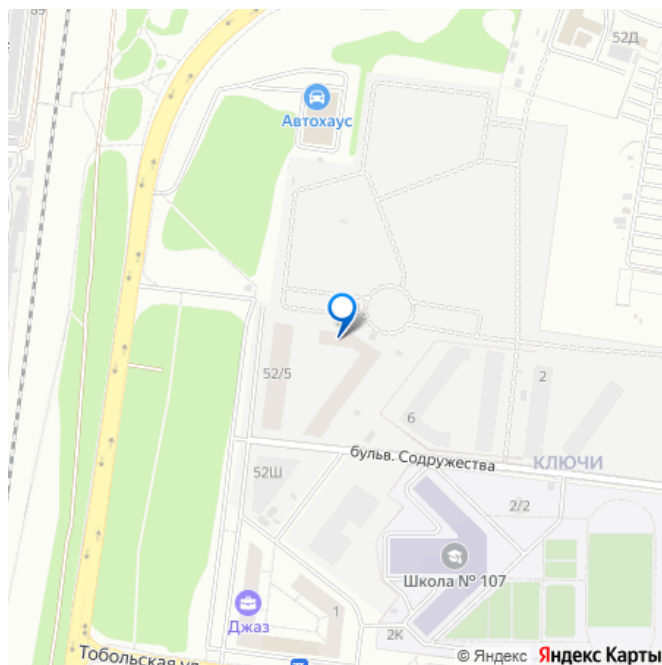 52Д
Автохаус
52/5
2
6
бульв. Содружества
КЛЮЧИ
52Ш
2/2
Школа № 107
Джаз
1
2К
Тобольская ул
© Яндекс Яндекс Карты